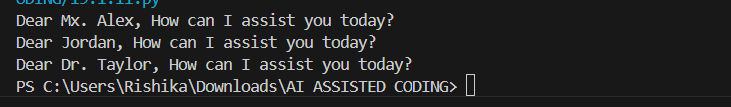 Dear Mx. Alex, How can I assist you today?
Dear Jordan, How can I assist you today?
Dear Dr. Taylor, How can I assist you today?
PS C:\Users\Rishika\Downloads\AI ASSISTED CODING>